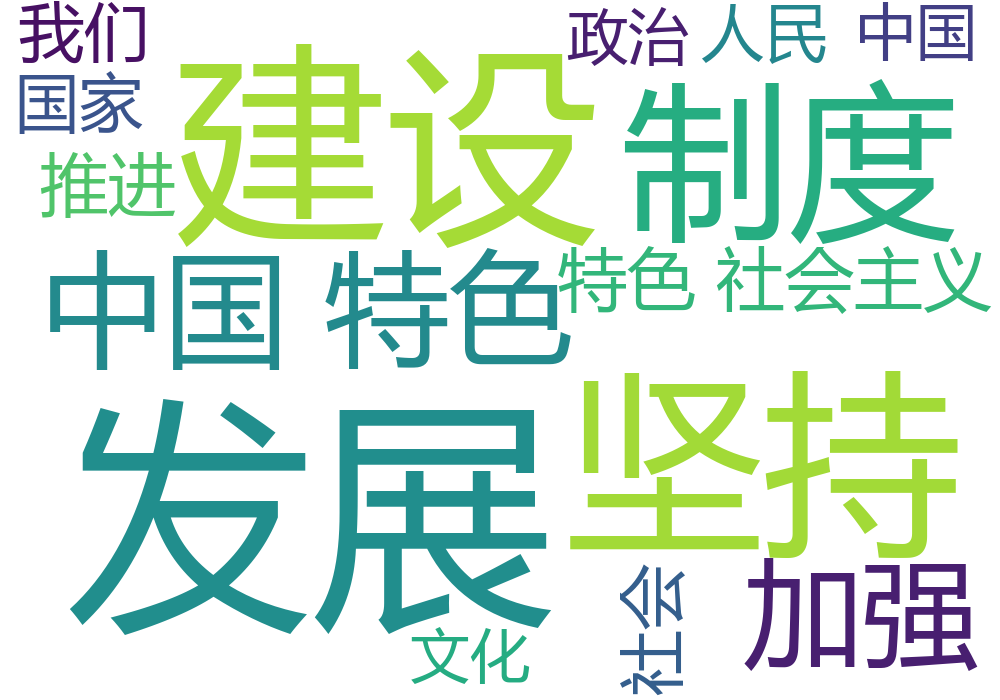 我们
政治
人民
中国
国家
建设
制度
推进
中国 特色
特色 社会主义
发展
坚持
加强
社会
文化